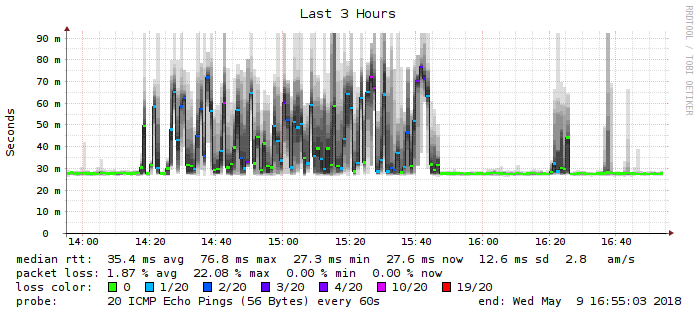 Last 3 Hours
RRDTOOL / TOBI OETIKER
Seconds
90 m
80 m
70 m
60 m
50 m
40 m
30 m
20 m
10 m
0
14:00 14:20 14:40 15:00 15:20 15:40 16:00 16:20 16:40
median rtt: 35.4 ms avg 76.8 ms max 27.3 ms min 27.6 ms now 12.6 ms sd 2.8 am/s
packet loss: 1.87 % avg 22.08 % max 0.00 % min 0.00 % now
loss color: 0 1/20 2/20 3/20 4/20 10/20 19/20
probe: 20 ICMP Echo Pings (56 Bytes) every 60s end: Wed May 9 16:55:03 2018